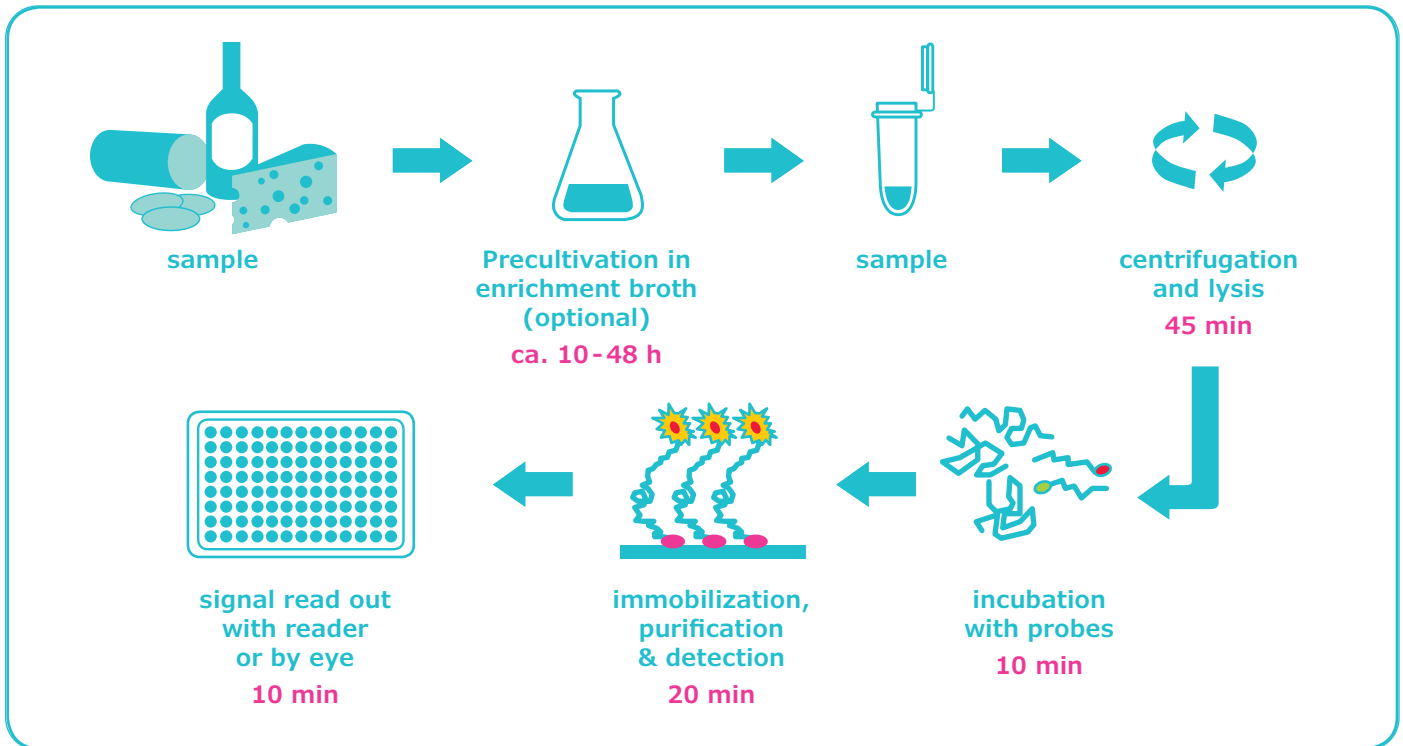 sample
Precultivation in
enrichment broth
(optional)
ca. 10-48 h
sample
centrifugation
and lysis
45 min
incubation
with probes
10 min
immobilization,
purification
& detection
20 min
signal read out
with reader
or by eye
10 min